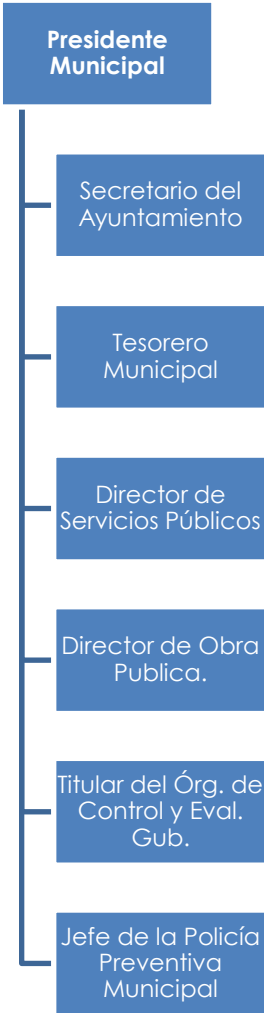 Presidente
Municipal
Secretario del
Ayuntamiento
Tesorero
Municipal
Director de
Servicios Públicos
Director de Obra
Publica.
Titular del Órg. de
Control y Eval.
Gub.
Jefe de la Policía
Preventiva
Municipal